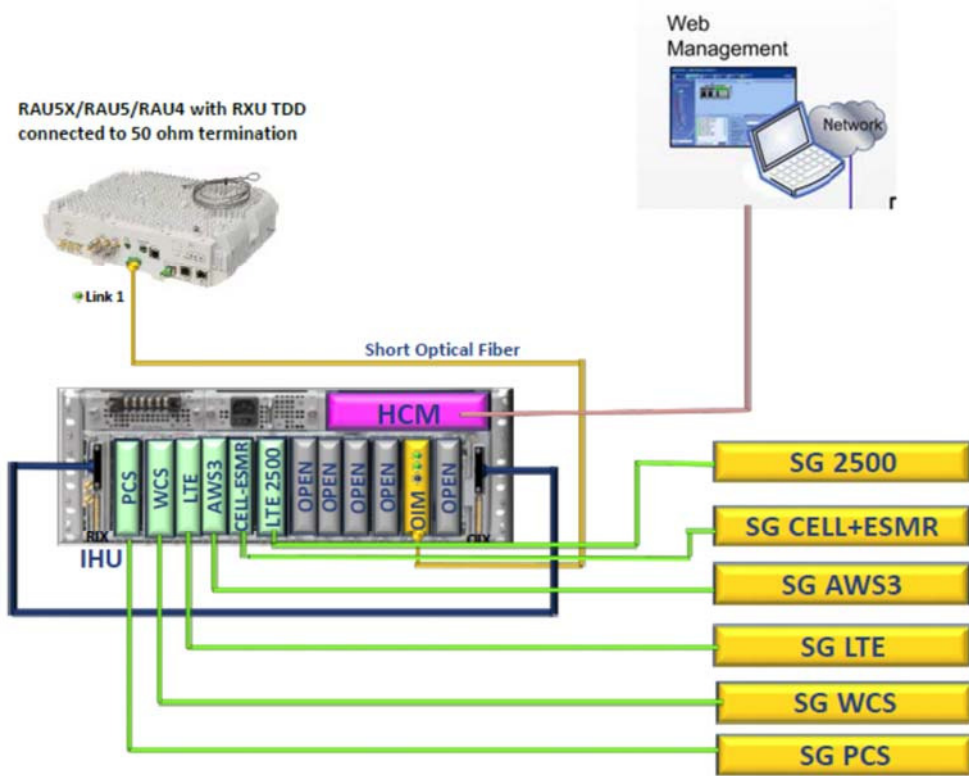 Web
Management
Network
RAU5X/RAU5/RAU4 with RXU TDD
connected to 50 ohm termination
Link 1
Short Optical Fiber
HCM
PCS
WCS
LTE
AWS3
CELL-ESMR
LTE 2500
OPEN
OPEN
OPEN
OPEN
OIM
OPEN
IHU
SG 2500
SG CELL+ESMR
SG AWS3
SG LTE
SG WCS
SG PCS